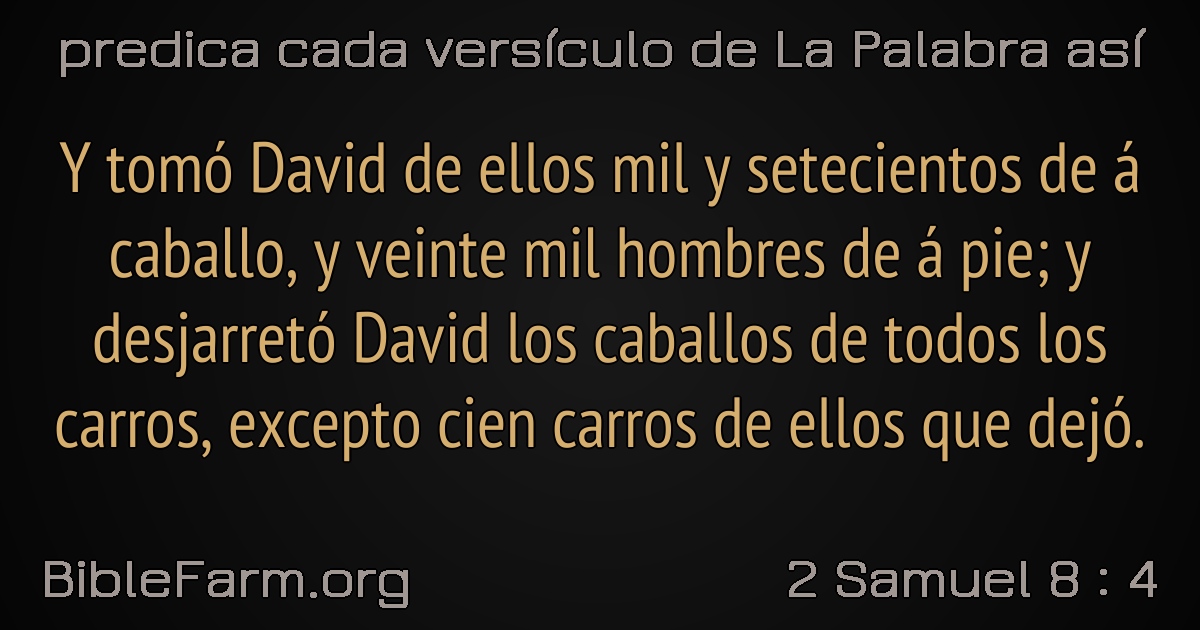 predica cada versículo de La Palabra así
Y tomó David de ellos mil y setecientos de á
caballo, y veinte mil hombres de á pie; y
desjarretó David los caballos de todos los
carros, excepto cien carros de ellos que dejó.
BibleFarm.org
2 Samuel 8 : 4